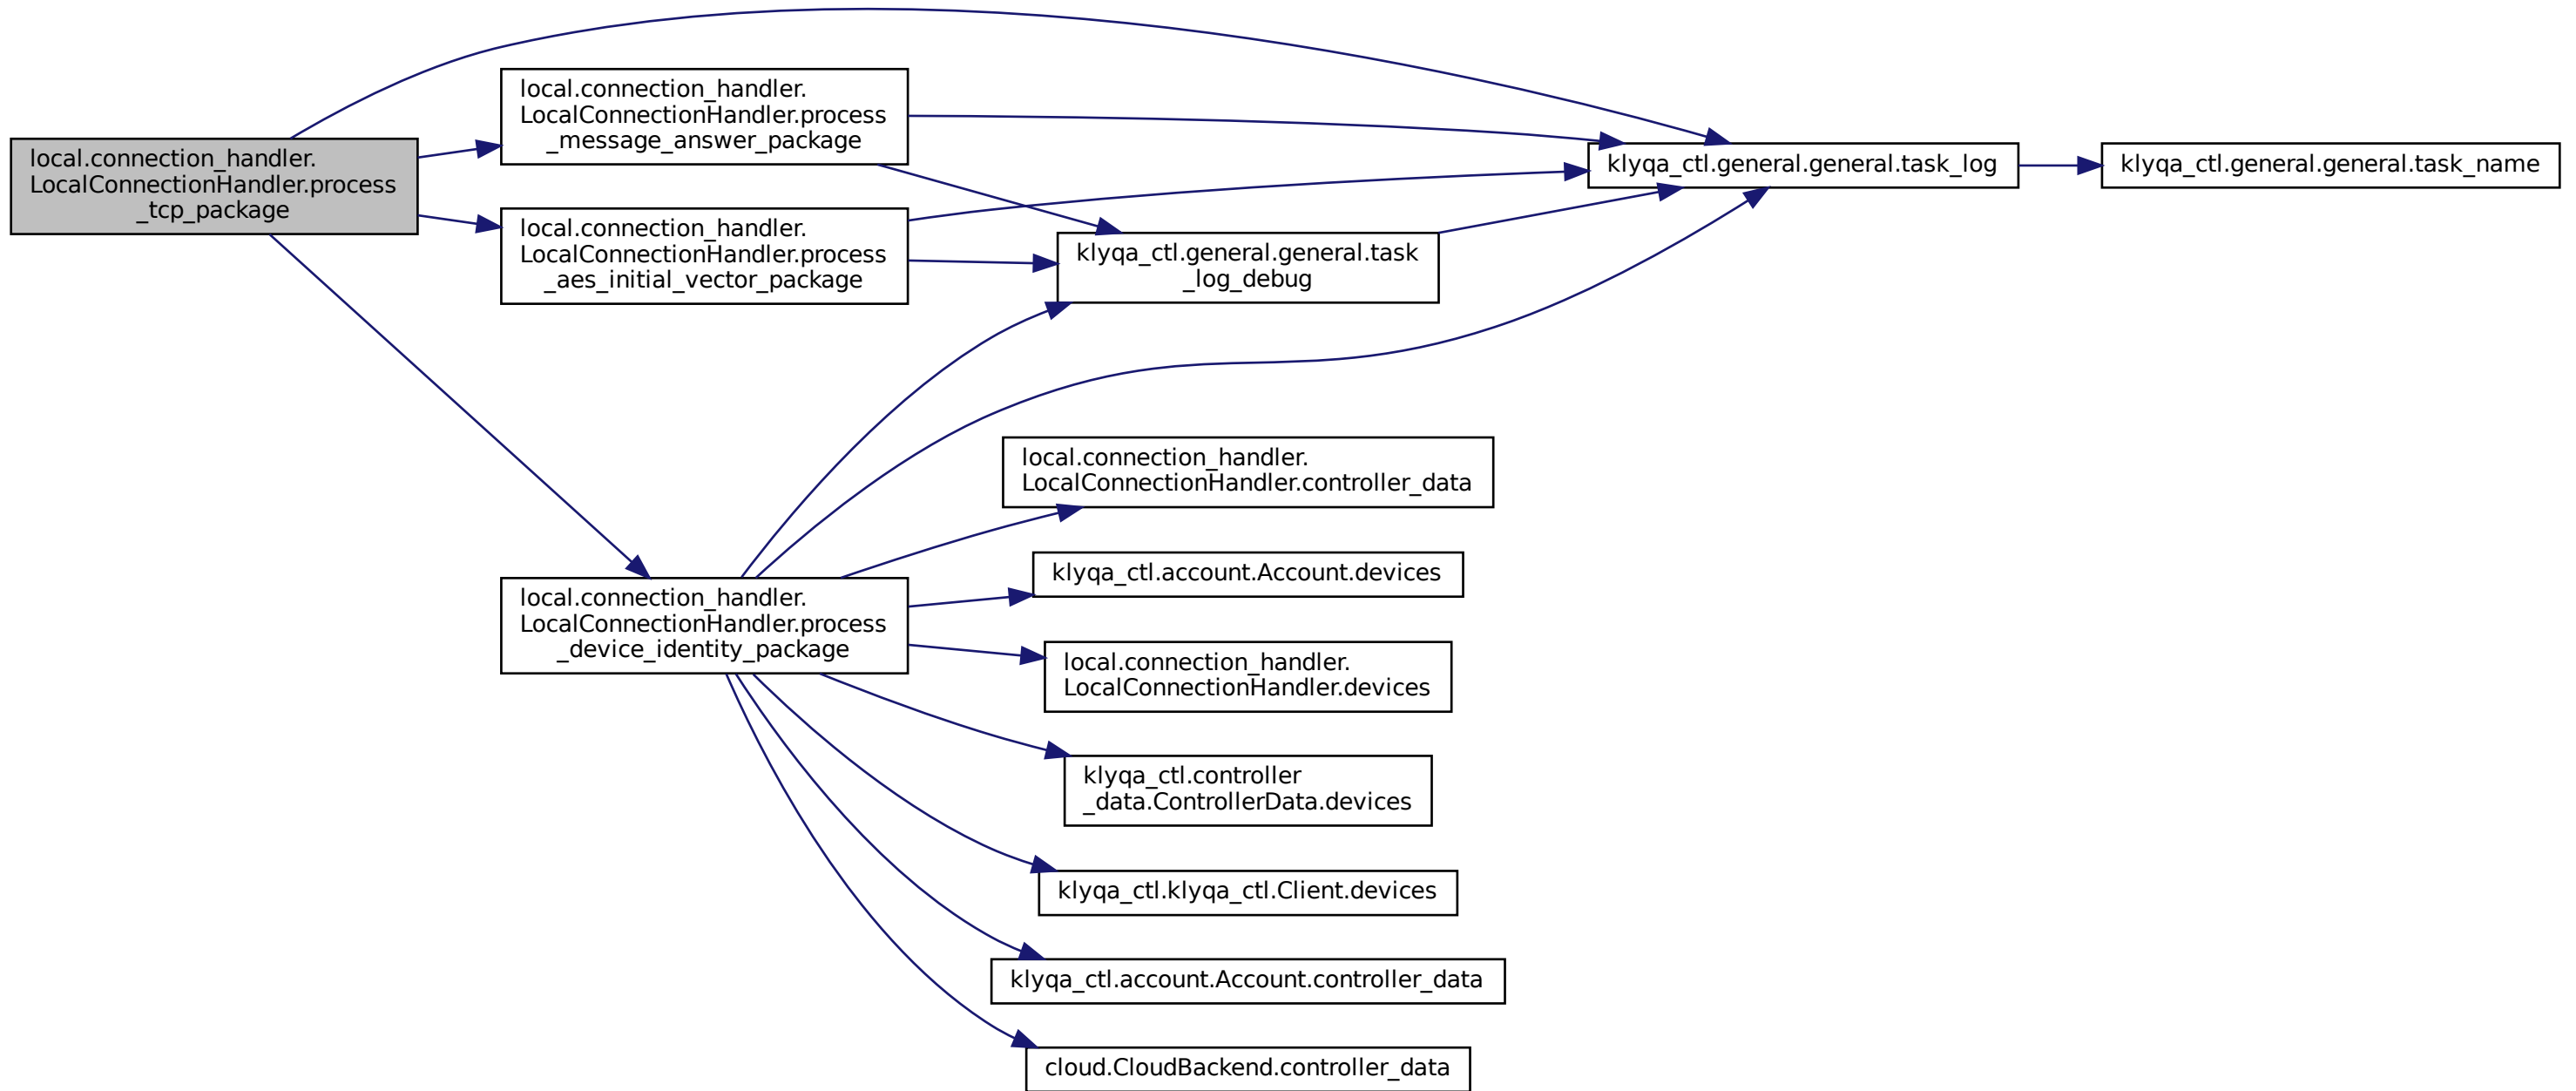 local.connection_handler.
LocalConnectionHandler.process
_tcp_package
local.connection_handler.
LocalConnectionHandler.process
_message_answer_package
local.connection_handler.
LocalConnectionHandler.process
_aes_initial_vector_package
local.connection_handler.
LocalConnectionHandler.process
_device_identity_package
klyqa_ctl.general.general.task
_log_debug
klyqa_ctl.general.general.task_log
klyqa_ctl.general.general.task_name
local.connection_handler.
LocalConnectionHandler.controller_data
klyqa_ctl.account.Account.devices
local.connection_handler.
LocalConnectionHandler.devices
klyqa_ctl.controller
_data.ControllerData.devices
klyqa_ctl.klyqa_ctl.Client.devices
klyqa_ctl.account.Account.controller_data
cloud.CloudBackend.controller_data